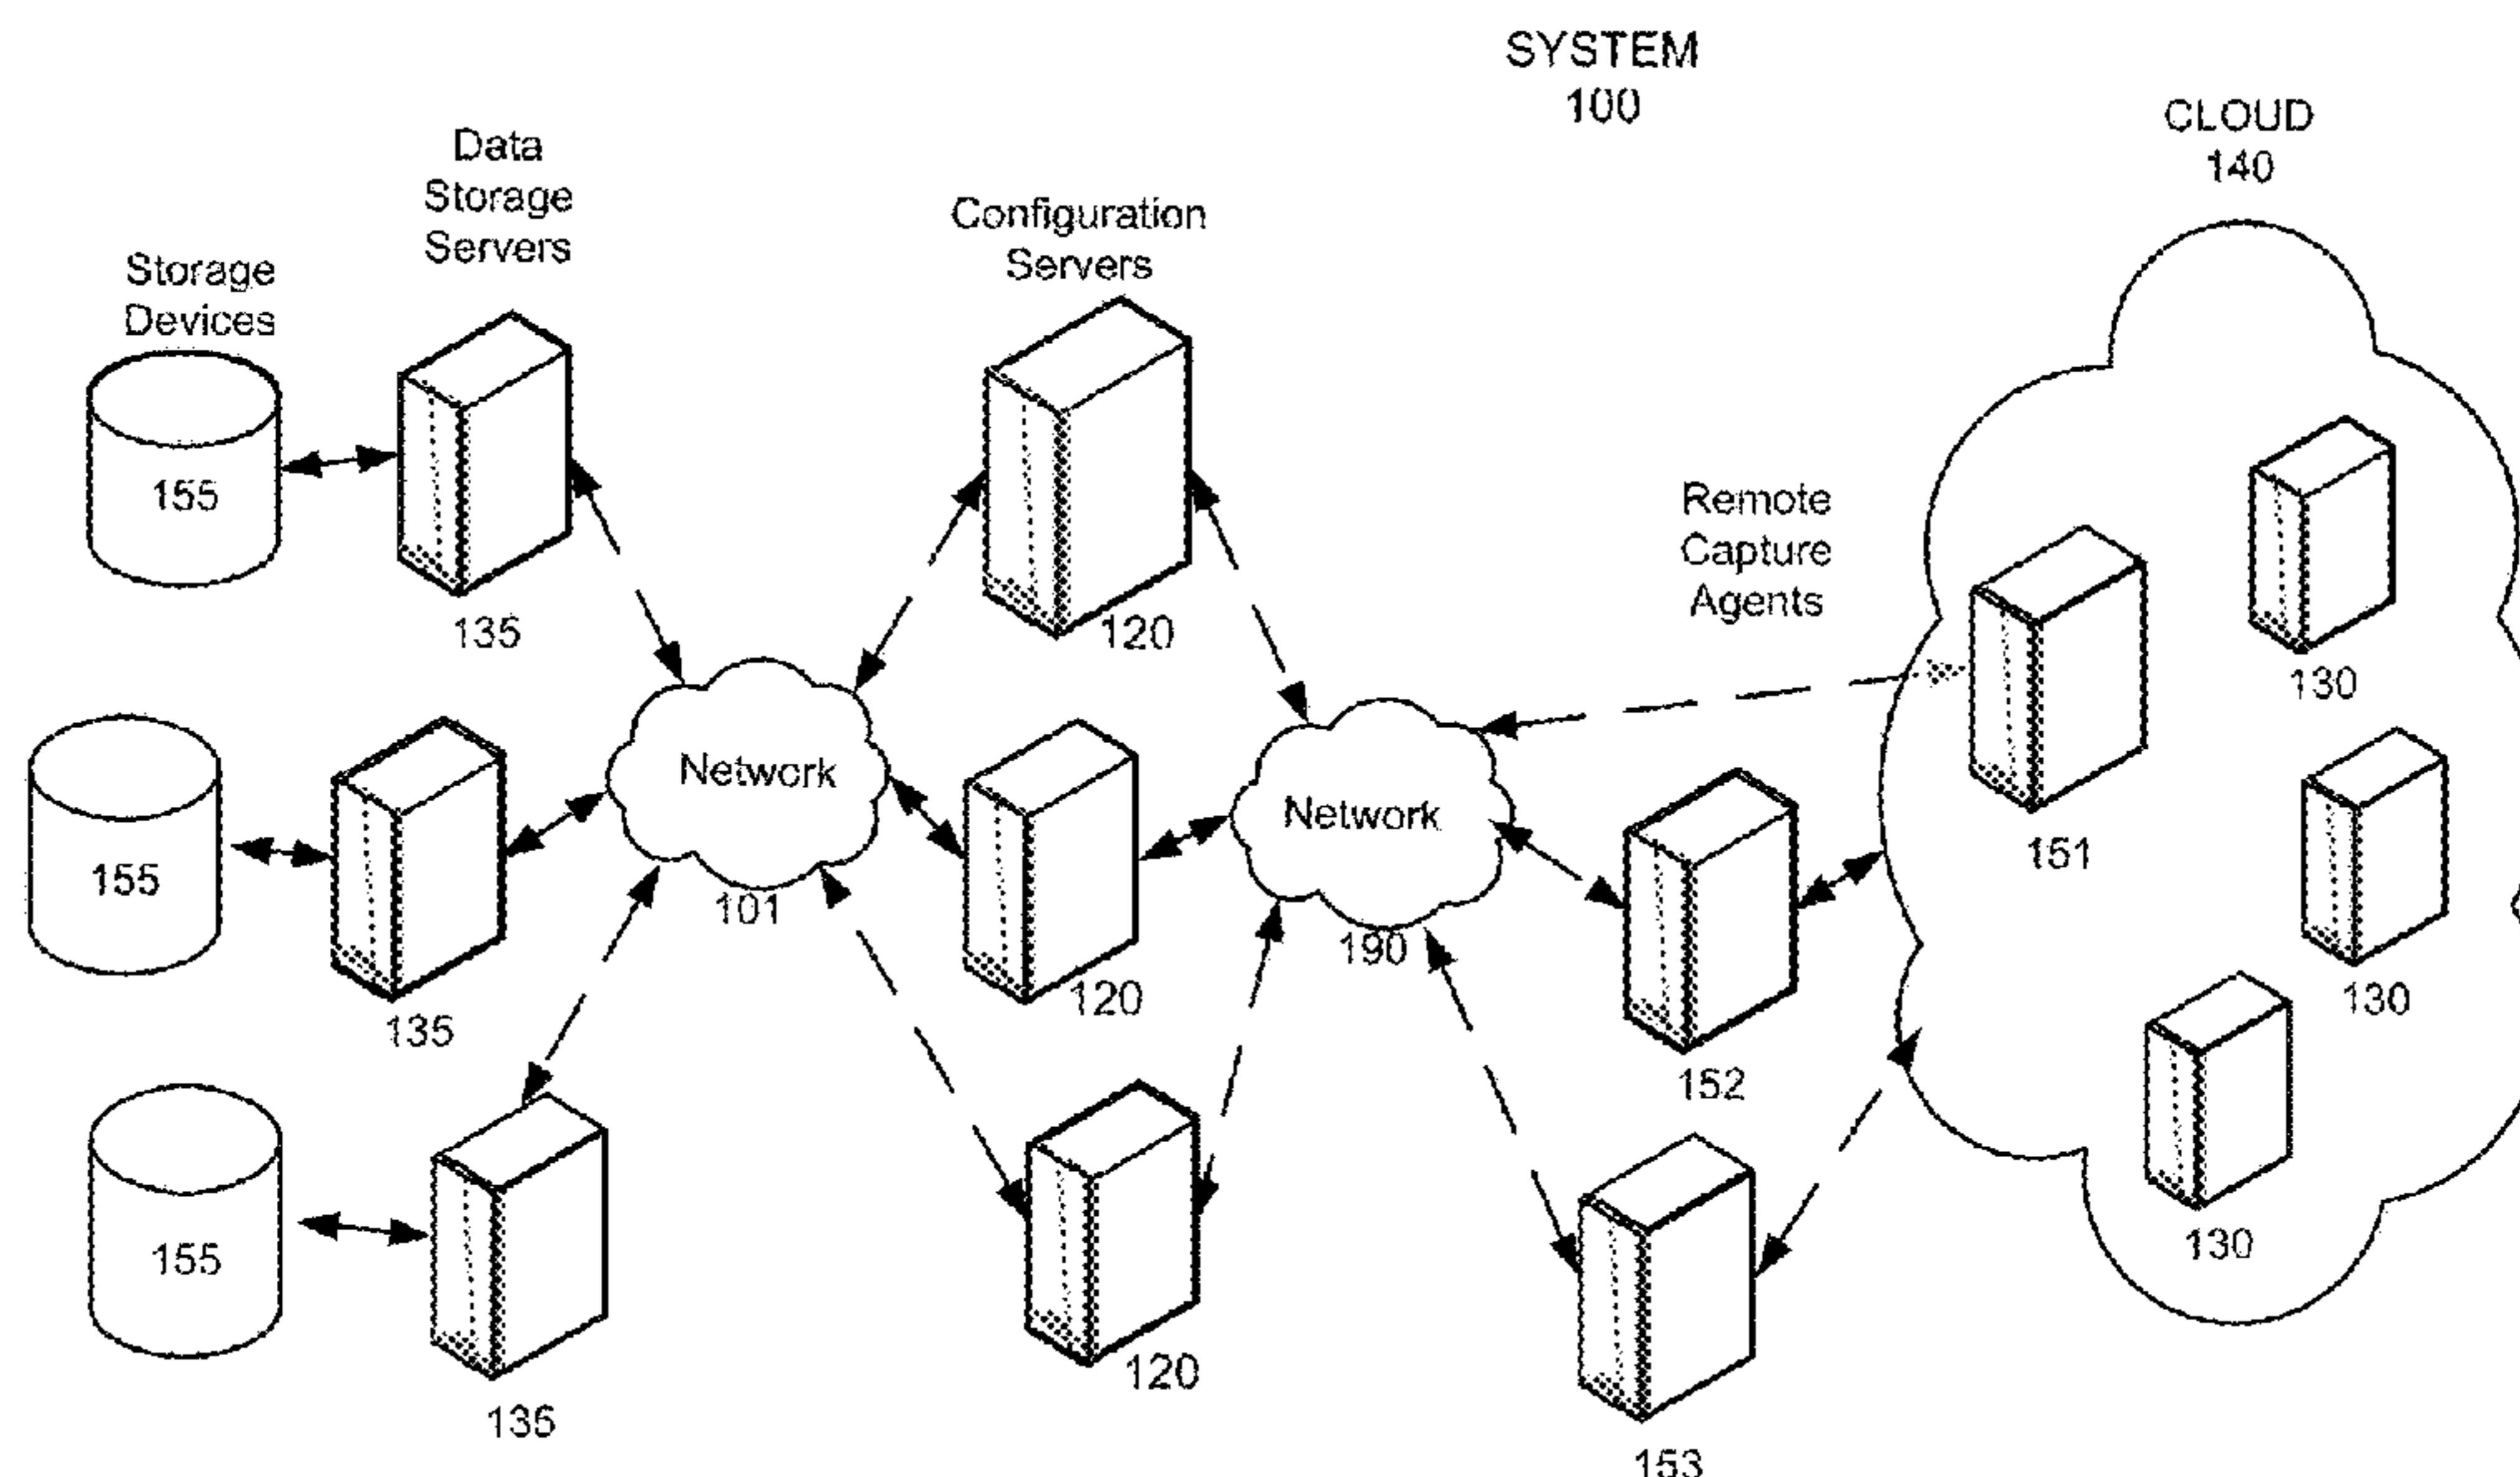 SYSTEM
100
CLOUD
140
Data
Storage
Servers
Configuration
Servers
Storage
Devices
Remote
Capture
Agents
155
135
120
130
Network
101
Network
190
151
155
135
120
152
130
155
135
120
153
130